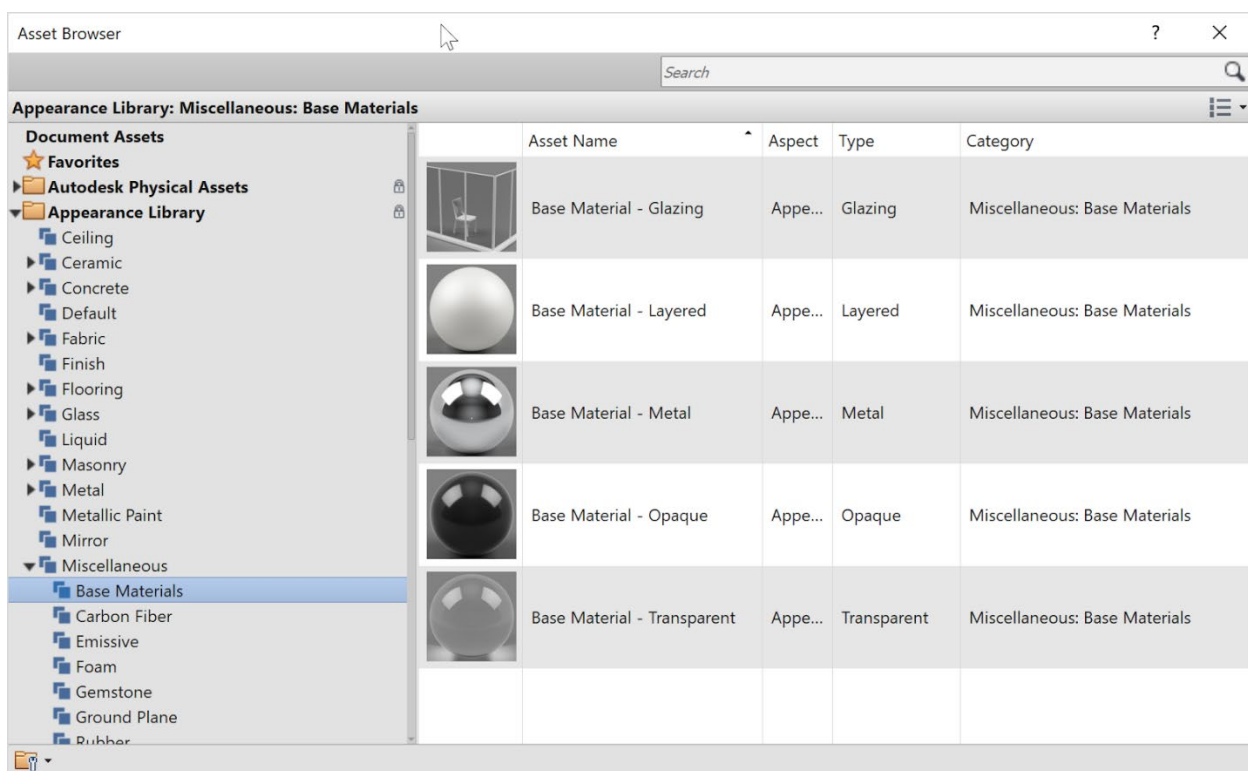 Asset Browser
?
Search
Appearance Library: Miscellaneous: Base Materials
Document Assets
Favorites
Autodesk Physical Assets
Appearance Library
Ceiling
Ceramic
Concrete
Default
Fabric
Finish
Flooring
Glass
Liquid
Masonry
Metal
Metallic Paint
Mirror
Miscellaneous
Base Materials
Carbon Fiber
Emissive
Foam
Gemstone
Ground Plane
Rubber
Asset Name Aspect Type Category
Base Material - Glazing Appe... Glazing Miscellaneous: Base Materials
Base Material - Layered Appe... Layered Miscellaneous: Base Materials
Base Material - Metal Appe... Metal Miscellaneous: Base Materials
Base Material - Opaque Appe... Opaque Miscellaneous: Base Materials
Base Material - Transparent Appe... Transparent Miscellaneous: Base Materials